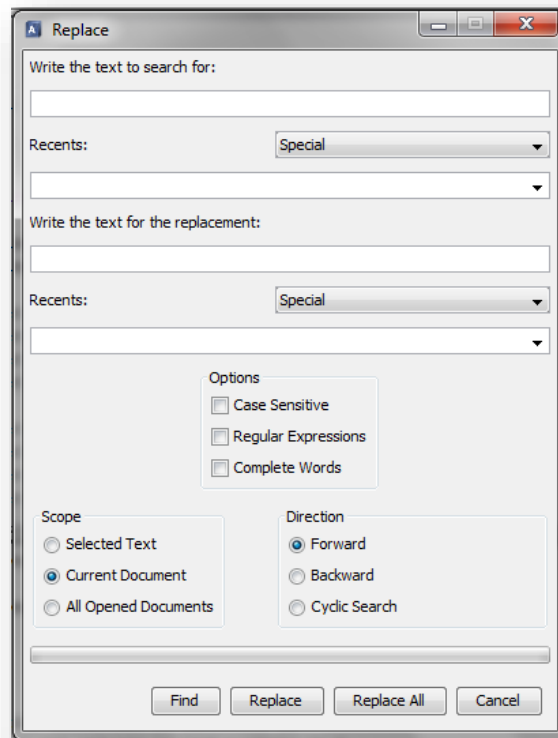 Replace
Write the text to search for:
Recents:
Special
Write the text for the replacement:
Recents:
Special
Options
Case Sensitive
Regular Expressions
Complete Words
Scope
Selected Text
Current Document
All Opened Documents
Direction
Forward
Backward
Cyclic Search
Find
Replace
Replace All
Cancel